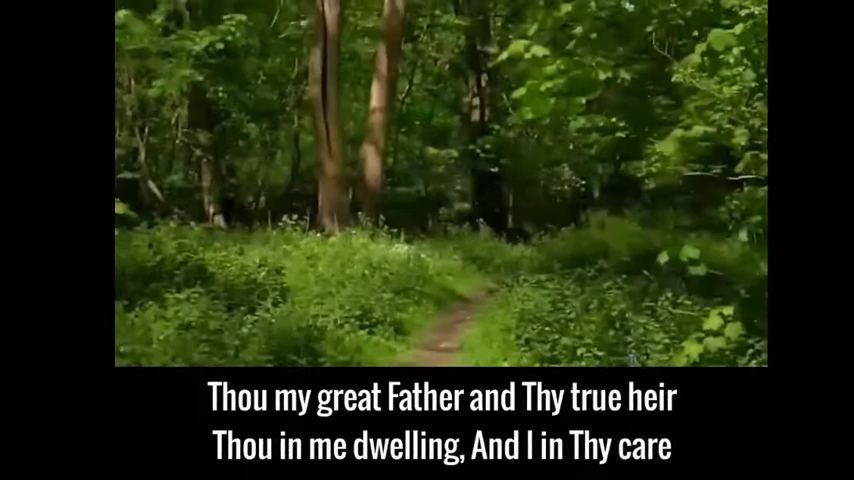 Thou my great Father and Thy true heir
Thou in me dwelling, And I in Thy care